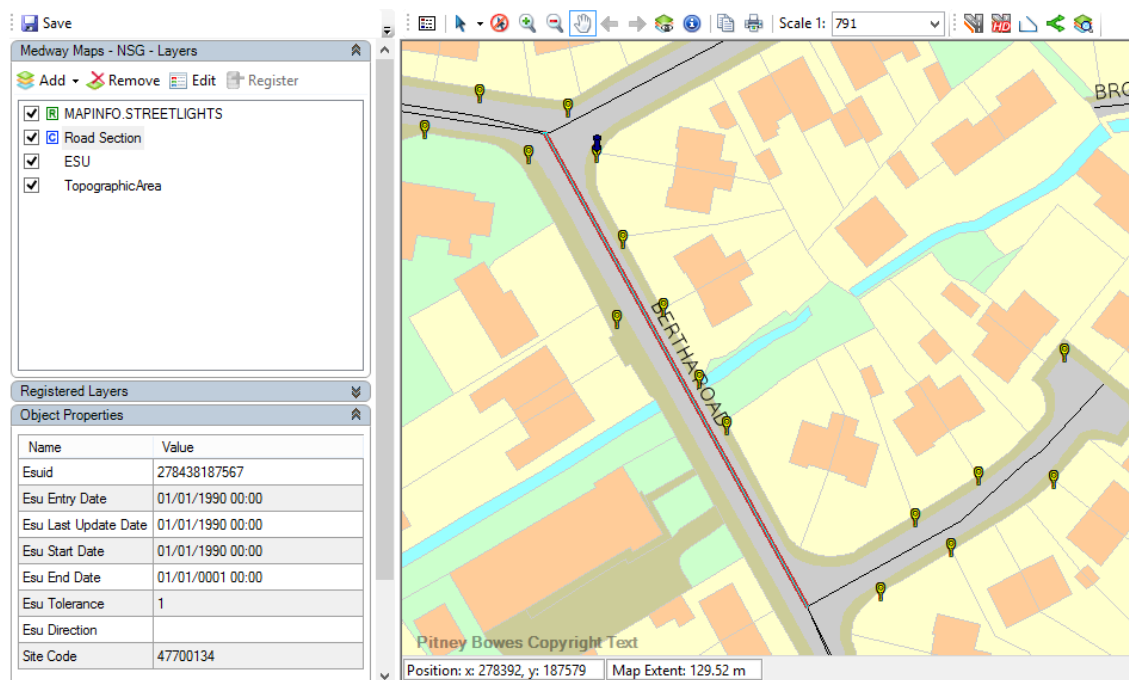 Save
Scale 1: 791
HD
Medway Maps - NSG - Layers
Add Remove Edit Register
R MAPINFO.STREETLIGHTS
C Road Section
ESU
TopographicArea
Registered Layers
Object Properties
Name Value
Esuid 278438187567
Esu Entry Date 01/01/1990 00:00
Esu Last Update Date 01/01/1990 00:00
Esu Start Date 01/01/1990 00:00
Esu End Date 01/01/0001 00:00
Esu Tolerance 1
Esu Direction
Site Code 47700134
BRO
BERTHA ROAD
Pitney Bowes Copyright Text
Position: x: 278392, y: 187579 Map Extent: 129.52 m